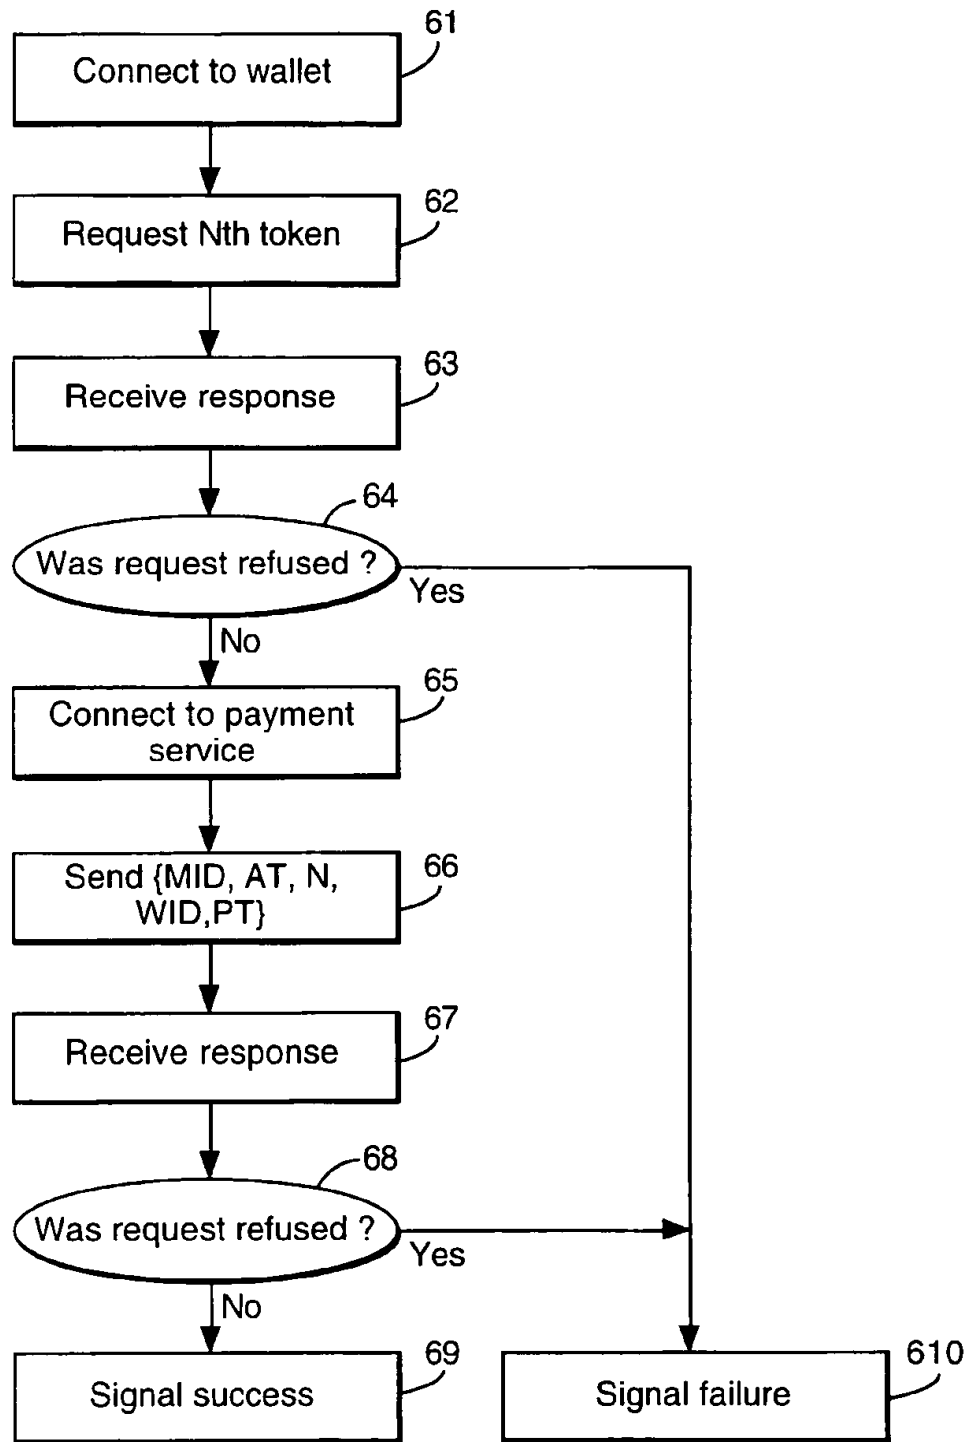 61
Connect to wallet
62
Request Nth token
63
Receive response
64
Was request refused ?
Yes
No
65
Connect to payment
service
66
Send {MID, AT, N,
WID,PT}
67
Receive response
68
Was request refused ?
Yes
No
69
Signal success
610
Signal failure